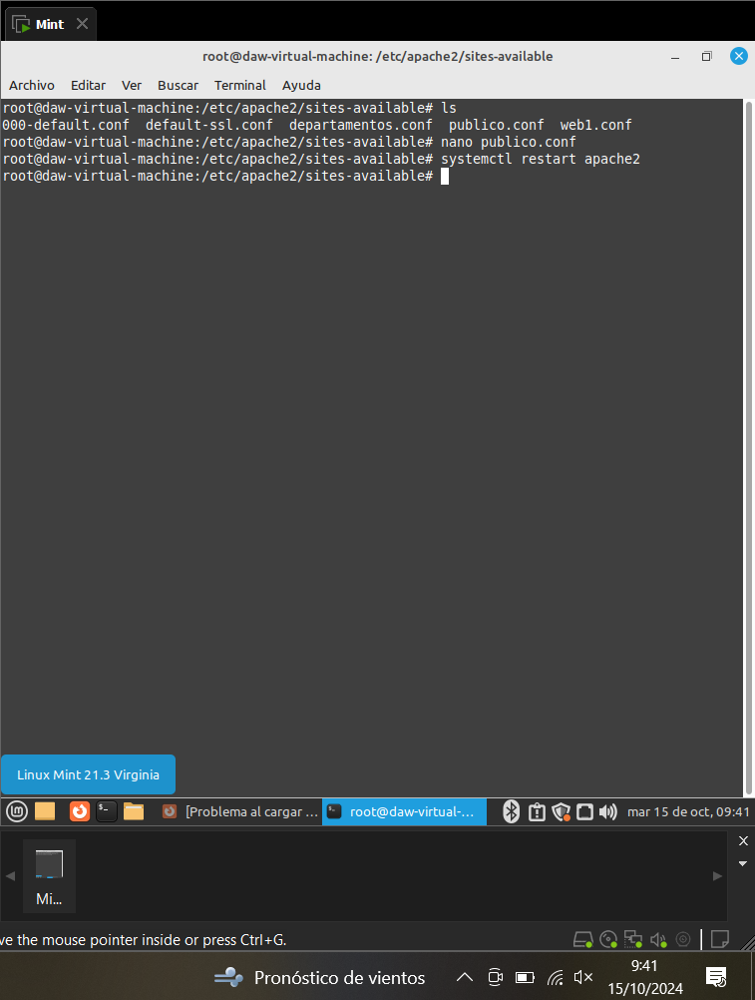 Mint
root@daw-virtual-machine: /etc/apache2/sites-available
Archivo Editar Ver Buscar Terminal Ayuda
root@daw-virtual-machine:/etc/apache2/sites-available# ls
000-default.conf default-ssl.conf departamentos.conf publico.conf web1.conf
root@daw-virtual-machine:/etc/apache2/sites-available# nano publico.conf
root@daw-virtual-machine:/etc/apache2/sites-available# systemctl restart apache2
root@daw-virtual-machine:/etc/apache2/sites-available#
Linux Mint 21.3 Virginia
[Problema al cargar ... root@daw-virtual-... mar 15 de oct, 09:41
Mi...
ve the mouse pointer inside or press Ctrl+G.
Pronóstico de vientos
9:41
15/10/2024